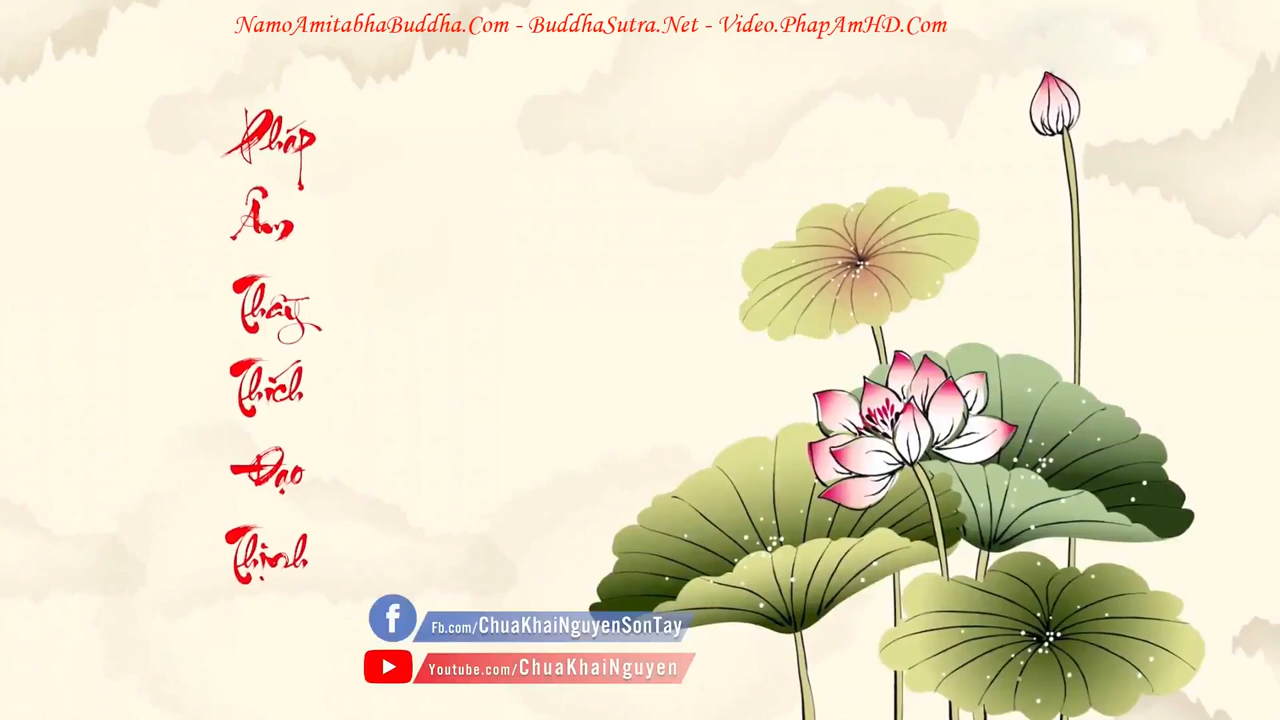 NamoAmitabhaBuddha.Com - BuddhaSutra.Net - Video.PhapAmHD.Com
Pháp
Âm
Thầy
Thích
Đạo
Thịnh
Fb.com/ChuaKhaiNguyenSonTay
Youtube.com/ChuaKhaiNguyen